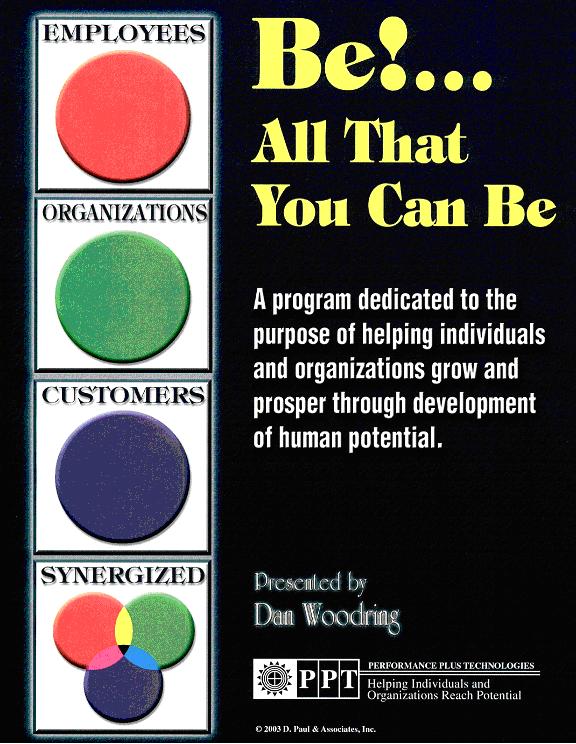 EMPLOYEES
ORGANIZATIONS
CUSTOMERS
SYNERGIZED
Be!...
All That
You Can Be
A program dedicated to the
purpose of helping individuals
and organizations grow and
prosper through development
of human potential.
Presented by
Dan Woodring
PPT
PERFORMANCE PLUS TECHNOLOGIES
Helping Individuals and
Organizations Reach Potential
© 2003 D. Paul & Associates, Inc.